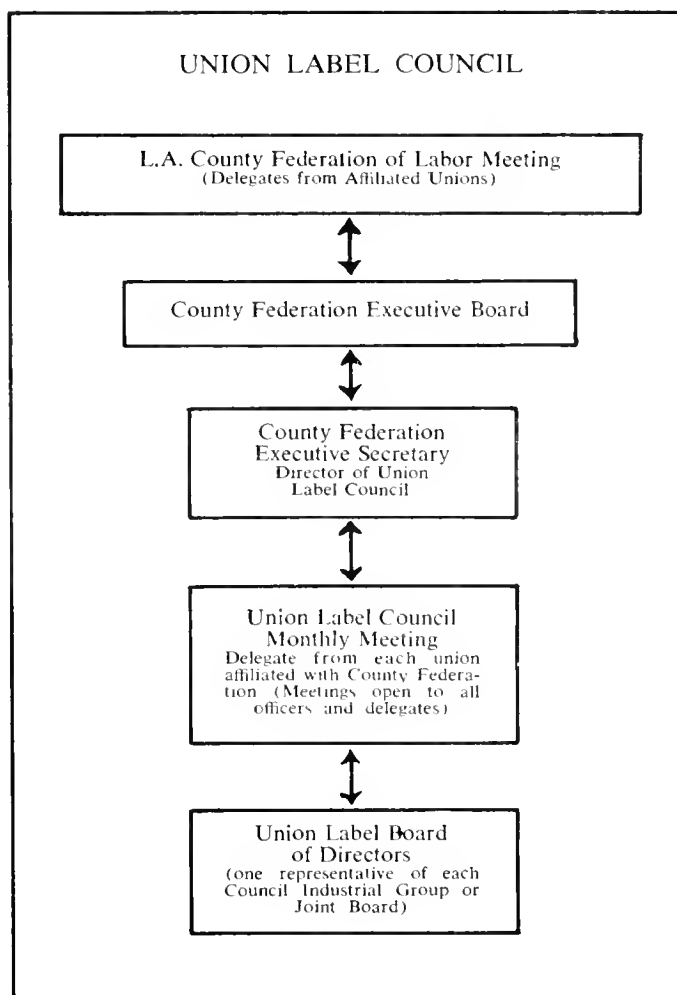 UNION LABEL COUNCIL
L.A. County Federation of Labor Meeting
(Delegates from Affiliated Unions)
County Federation Executive Board
County Federation
Executive Secretary
Director of Union
Label Council
Union Label Council
Monthly Meeting
Delegate from each union
affiliated with County Federa-
tion (Meetings open to all
officers and delegates)
Union Label Board
of Directors
(one representative of each
Council Industrial Group or
Joint Board)